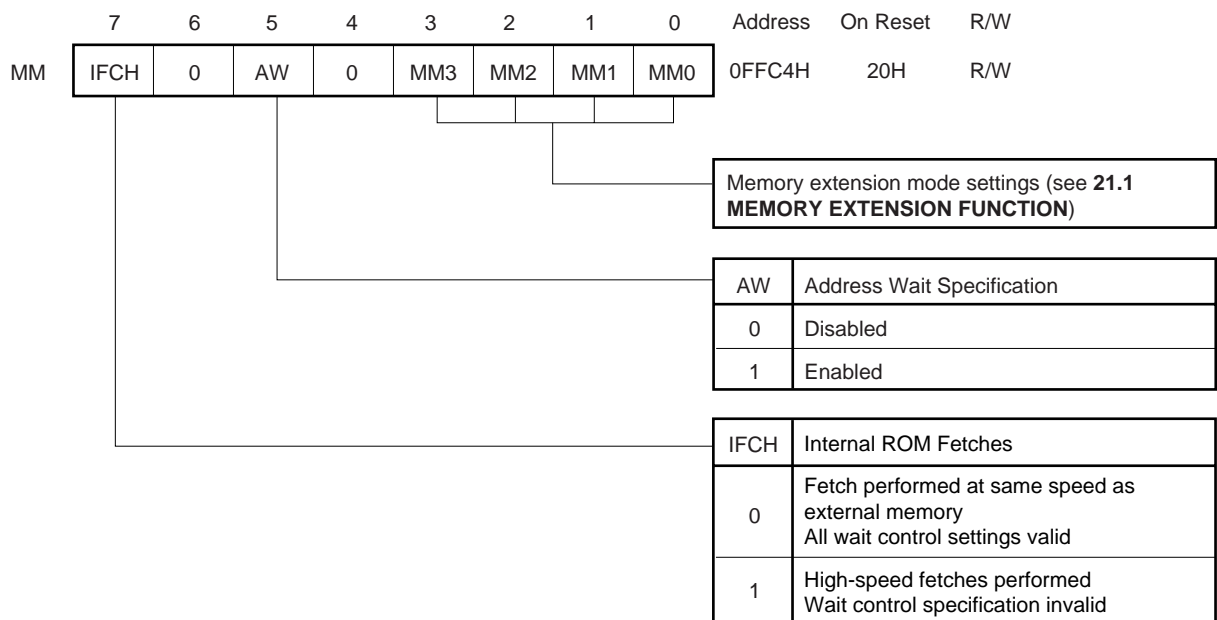 7 6 5 4 3 2 1 0 Address On Reset R/W
MM IFCH 0 AW 0 MM3 MM2 MM1 MM0 0FFC4H 20H R/W
Memory extension mode settings (see 21.1
MEMORY EXTENSION FUNCTION)
AW Address Wait Specification
0 Disabled
1 Enabled
IFCH Internal ROM Fetches
0 Fetch performed at same speed as
external memory
All wait control settings valid
1 High-speed fetches performed
Wait control specification invalid